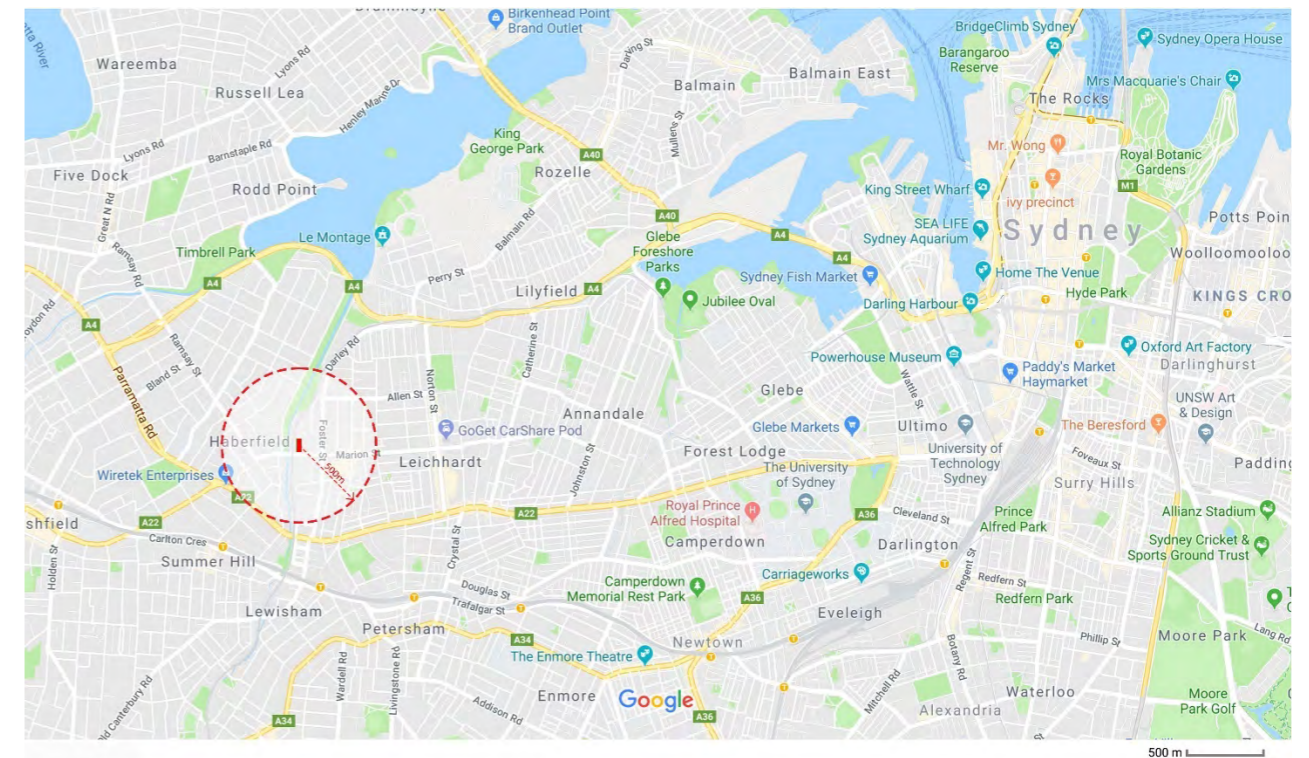 Drummoyne
Birkenhead Point
Brand Outlet
BridgeClimb Sydney
Sydney Opera House
Wareemba
Lyons Rd
Darling St
Barangaroo
Reserve
Balmain East
Balmain
Mrs Macquarie's Chair
Russell Lea
Henley Marine Dr
The Rocks
King
George Park
Mullens St
Mr. Wong
Lyons Rd
Barnstaple Rd
A40
Royal Botanic
Gardens
Five Dock
Rodd Point
Rozelle
King Street Wharf
ivy precinct
M1
Great N Rd
Balmain Rd
A40
Potts Poin
Le Montage
Glebe
Foreshore
Parks
A4
SEA LIFE
Sydney Aquarium
Sydney
Timbrell Park
Ramsay Rd
A4
Woolloomooloo
Perry St
Sydney Fish Market
Home The Venue
A4
A4
Lilyfield
A4
Jubilee Oval
Darling Harbour
Hyde Park
KINGS CRO
Croydon Rd
A4
Ramsay St
Darley Rd
Catherine St
Powerhouse Museum
Oxford Art Factory
Darlinghurst
Bland St
Parramatta Rd
Norton St
Allen St
Glebe
Wattle St
Paddy's Market
Haymarket
UNSW Art
& Design
Haberfield
Foster St
GoGet CarShare Pod
Annandale
Glebe Markets
Ultimo
The Beresford
Marion St
500m
Leichhardt
Johnston St
Forest Lodge
University of
Technology
Sydney
Foveaux St
Wiretek Enterprises
The University
of Sydney
Surry Hills
Padding
A22
A22
A22
Royal Prince
Alfred Hospital
A36
Cleveland St
Prince
Alfred Park
Allianz Stadium
shfield
Carlton Cres
Crystal St
Camperdown
Darlington
Sydney Cricket &
Sports Ground Trust
Summer Hill
Holden St
Douglas St
Camperdown
Memorial Rest Park
Carriageworks
Regent St
Redfern St
Redfern Park
Lewisham
Trafalgar St
A36
Eveleigh
Petersham
A34
Newtown
Botany Rd
Phillip St
Moore Park
Lang Rd
The Enmore Theatre
Wardell Rd
Livingstone Rd
Enmore
Google
Mitchell Rd
Waterloo
Old Canterbury Rd
A34
Addison Rd
A36
Alexandria
Moore
Park Golf
500 m